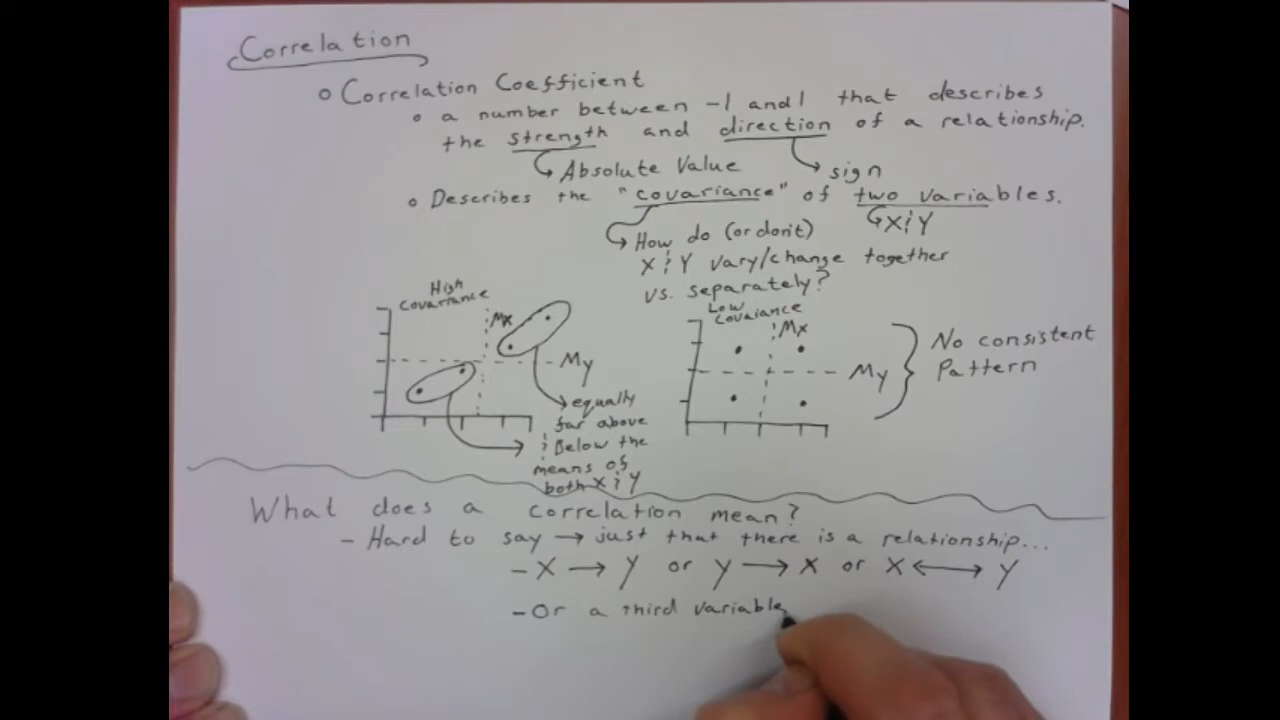 Correlation
Correlation Coefficient
a number between -1 and 1 that describes
the strength and direction of a relationship.
Absolute Value
sign
Describes the "covariance" of two variables.
X & Y
How do (or don't)
X & Y vary/change together
vs. separately?
High
Covariance
Mx
My
equally
far above
& Below the
means of
both X & Y
Low
Covaiance
Mx
My
No consistent
Pattern
What does a correlation mean?
- Hard to say → just that there is a relationship...
- X → Y or Y → X or X ↔ Y
- Or a third variable